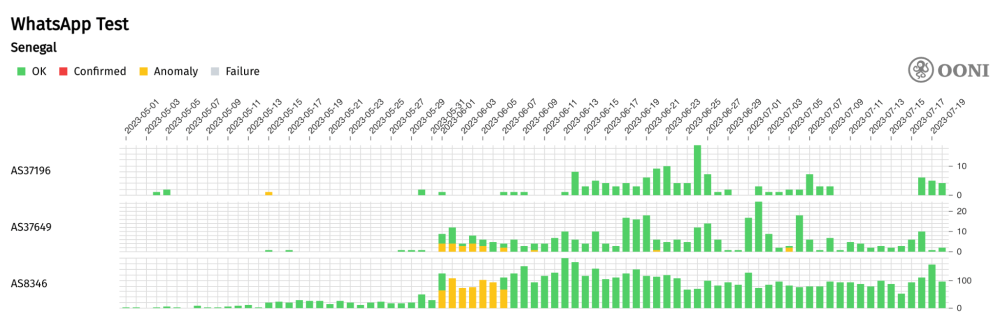 WhatsApp Test
Senegal
OK Confirmed Anomaly Failure
OONI
2023-05-01 2023-05-03 2023-05-05 2023-05-07 2023-05-09 2023-05-11 2023-05-13 2023-05-15 2023-05-17 2023-05-19 2023-05-21 2023-05-23 2023-05-25 2023-05-27 2023-05-29 2023-05-31 2023-06-01 2023-06-03 2023-06-05 2023-06-07 2023-06-09 2023-06-11 2023-06-13 2023-06-15 2023-06-17 2023-06-19 2023-06-21 2023-06-23 2023-06-25 2023-06-27 2023-06-29 2023-07-01 2023-07-03 2023-07-05 2023-07-07 2023-07-09 2023-07-11 2023-07-13 2023-07-15 2023-07-17 2023-07-19
AS37196
10
0
AS37649
20
10
0
AS8346
100
0